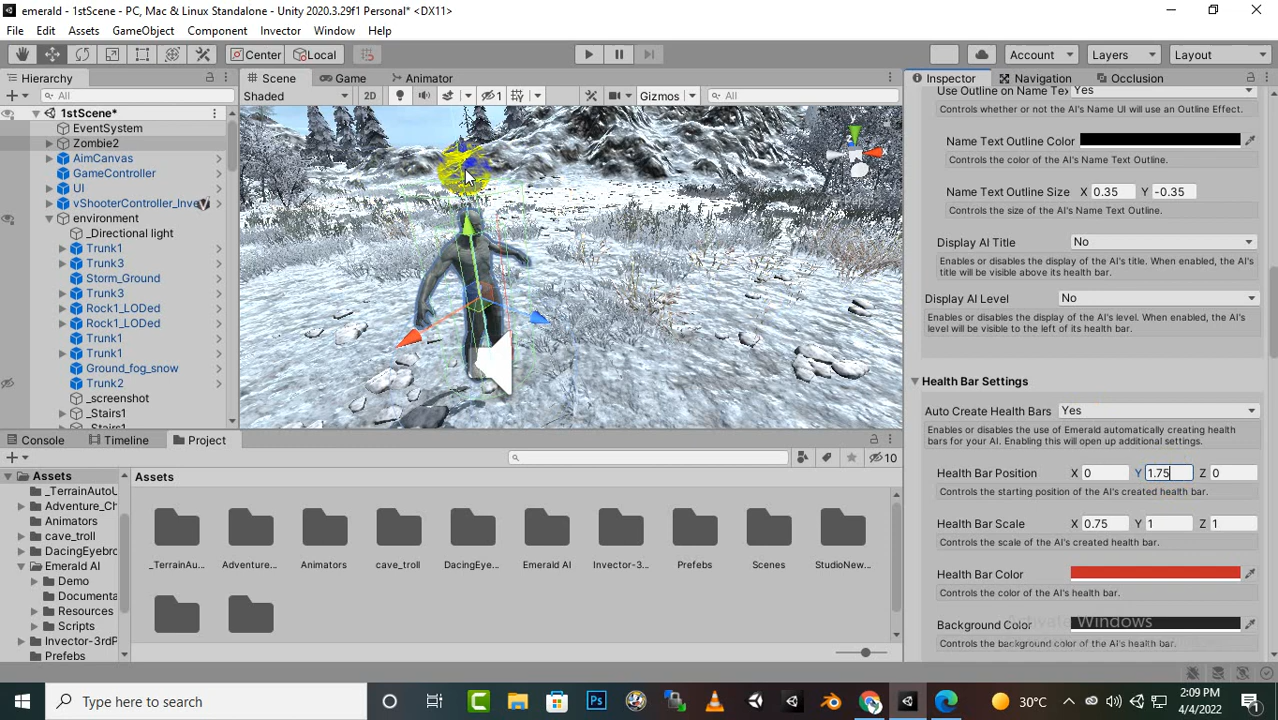 emerald - 1stScene - PC, Mac & Linux Standalone - Unity 2020.3.29f1 Personal* <DX11>
File Edit Assets GameObject Component Invector Window Help
Center Local Account Layers Layout
Hierarchy Scene Game Animator Inspector Navigation Occlusion
All Shaded 2D 1 Gizmos All
1stScene*
EventSystem
Zombie2
AimCanvas
GameController
UI
vShooterController_Inve
environment
_Directional light
Trunk1
Trunk3
Storm_Ground
Trunk3
Rock1_LODed
Rock1_LODed
Trunk1
Trunk1
Ground_fog_snow
Trunk2
_screenshot
_Stairs1
_Stairs1
Use Outline on Name Tex Yes
Controls whether or not the AI's Name UI will use an Outline Effect.
Name Text Outline Color
Controls the color of the AI's Name Text Outline.
Name Text Outline Size X 0.35 Y -0.35
Controls the size of the AI's Name Text Outline.
Display AI Title No
Enables or disables the display of the AI's title. When enabled, the AI's
title will be visible above its health bar.
Display AI Level No
Enables or disables the display of the AI's level. When enabled, the AI's
level will be visible to the left of its health bar.
Health Bar Settings
Auto Create Health Bars Yes
Enables or disables the use of Emerald automatically creating health
bars for your AI. Enabling this will open up additional settings.
Health Bar Position X 0 Y 1.75 Z 0
Controls the starting position of the AI's created health bar.
Health Bar Scale X 0.75 Y 1 Z 1
Controls the scale of the AI's created health bar.
Health Bar Color
Controls the color of the AI's health bar.
Background Color
Controls the background color of the AI's health bar.
Activate Windows
Console Timeline Project
10
Assets
_TerrainAutoU
Adventure_Ch
Animators
cave_troll
DacingEyebro
Emerald AI
Demo
Documenta
Resources
Scripts
Invector-3rdP
Prefebs
Assets
_TerrainAu... Adventure... Animators cave_troll DacingEye... Emerald AI Invector-3... Prefebs Scenes StudioNew...
Type here to search
30°C
2:09 PM
4/4/2022
1